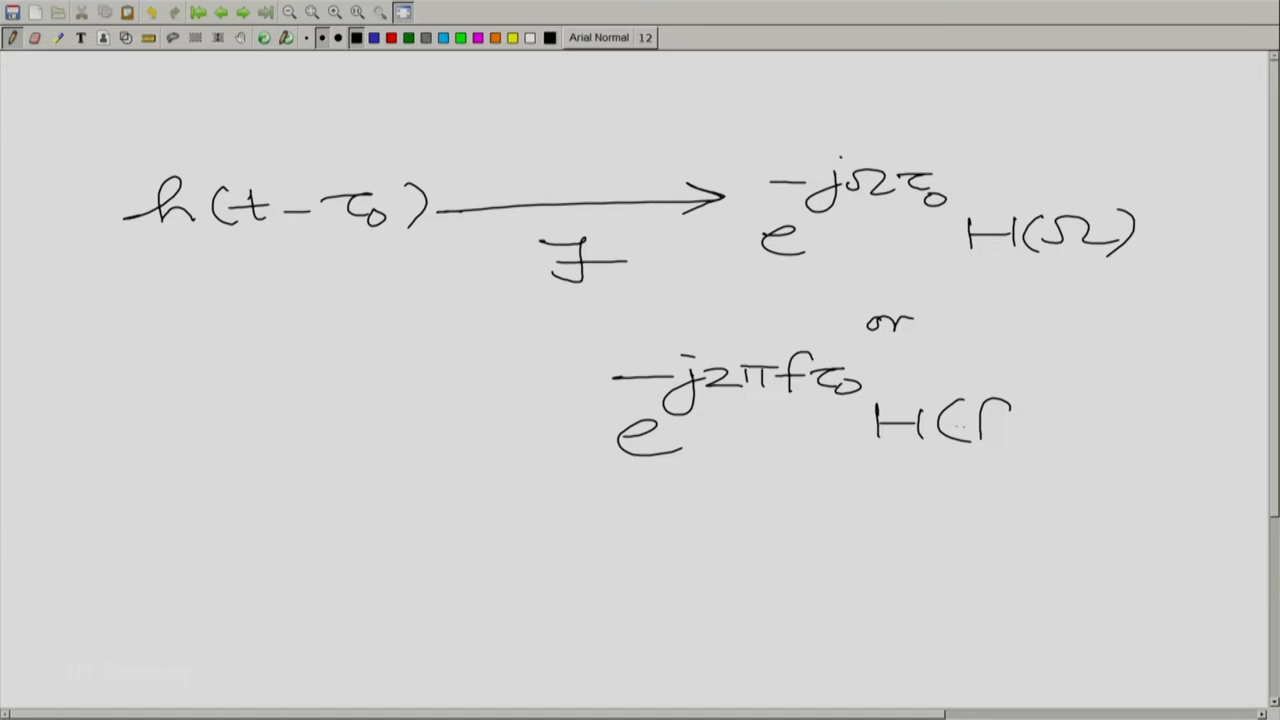 Arial Normal 12
h(t - τ₀) → ℱ e^{-jΩτ₀} H(Ω)
or
e^{-j2πfτ₀} H(f